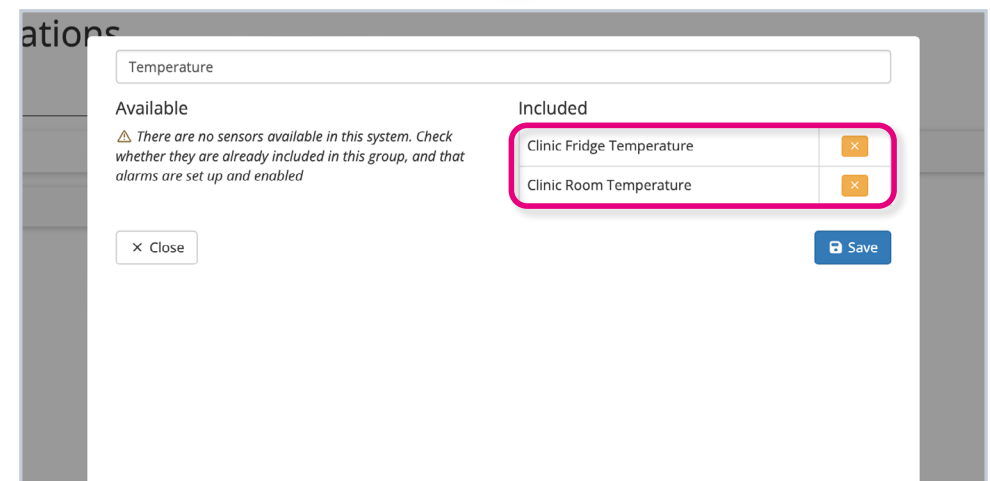 Temperature
Available
There are no sensors available in this system. Check
whether they are already included in this group, and that
alarms are set up and enabled
Included
Clinic Fridge Temperature
Clinic Room Temperature
Close
Save